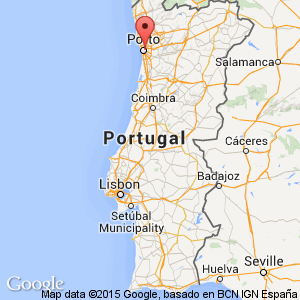 Porto
Salamanca
Coimbra
Portugal
Cáceres
Badajoz
Lisbon
Setúbal
Municipality
Seville
Huelva
Google
Map data ©2015 Google, basado en BCN IGN España